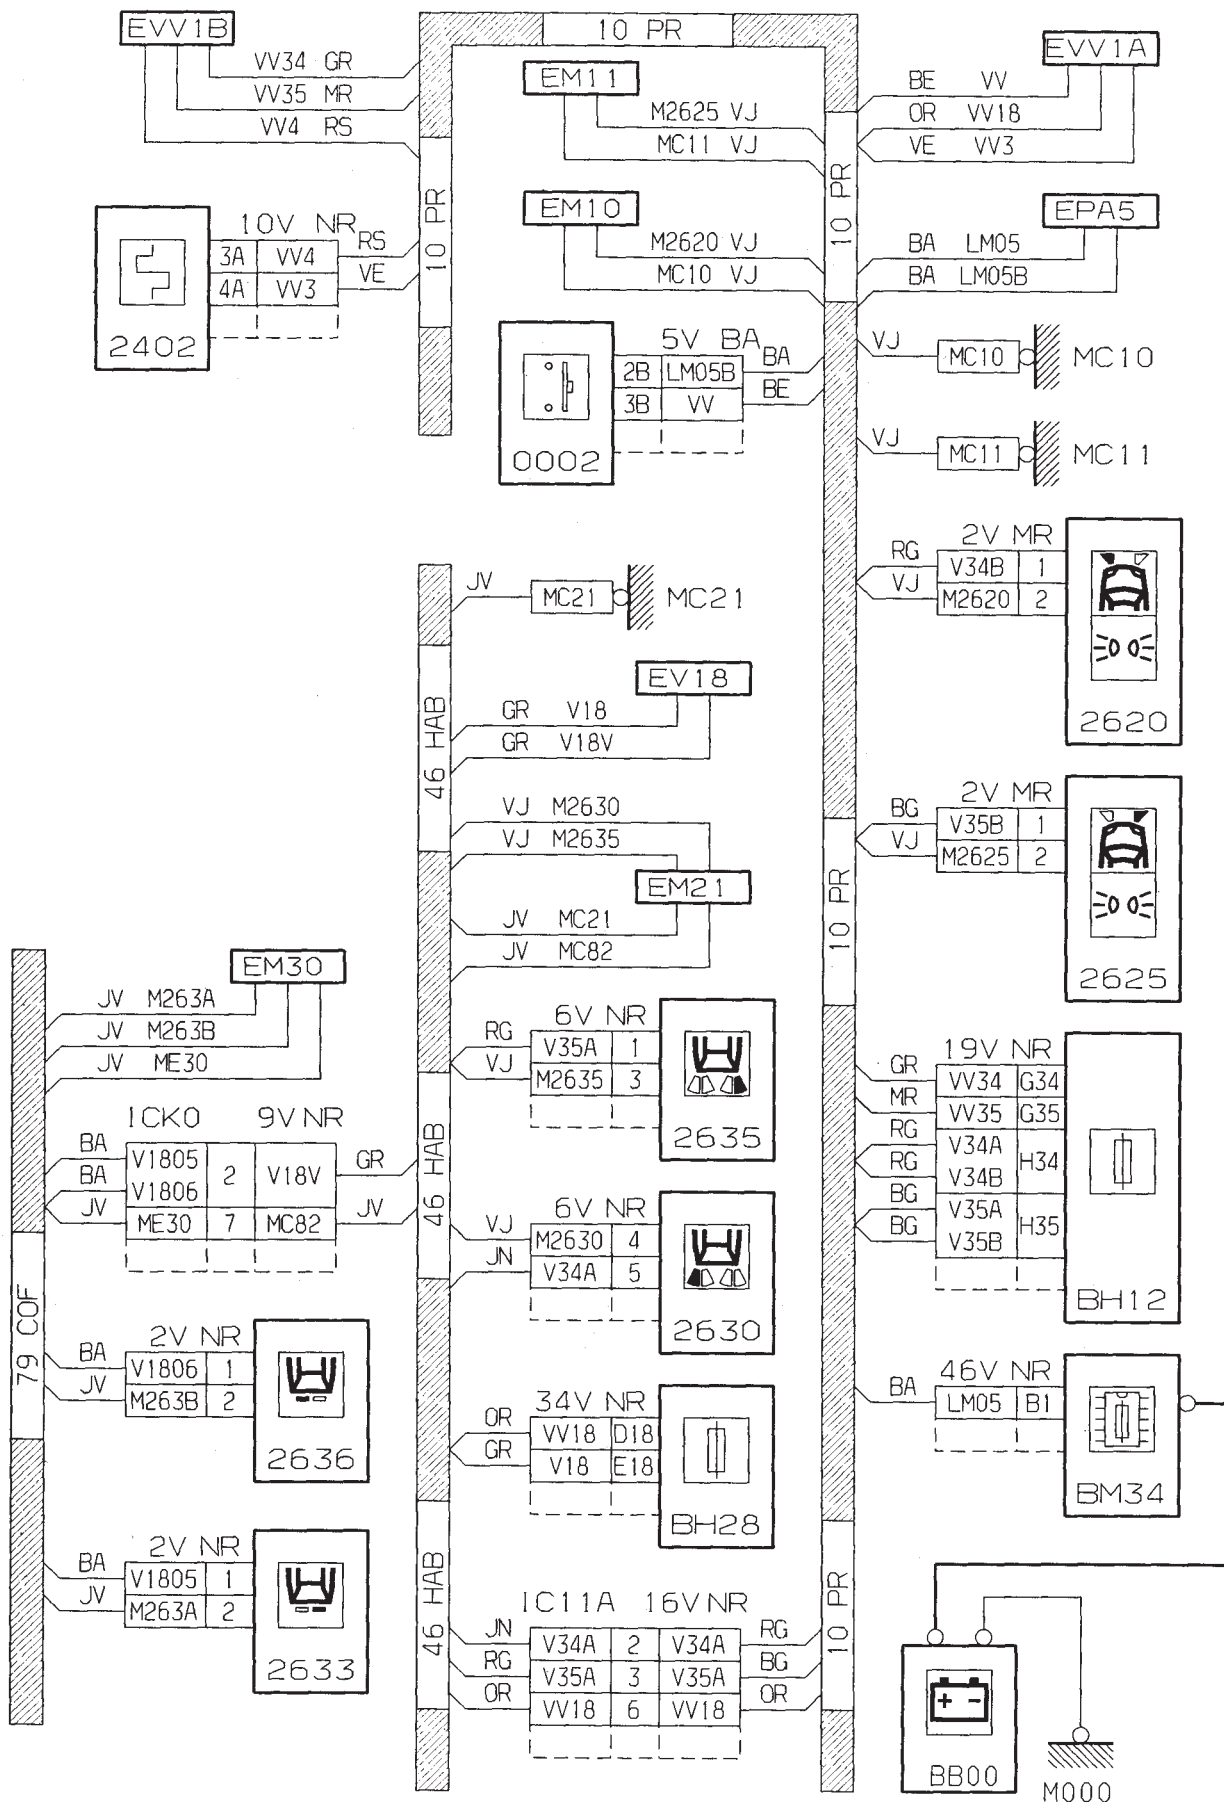 EVV1B
VV34 GR
VV35 MR
VV4 RS
10 PR
EM11
M2625 VJ
MC11 VJ
EVV1A
BE VV
OR VV18
VE VV3
10 PR
10 PR
10V NR
3A VV4 RS
4A VV3 VE
2402
EM10
M2620 VJ
MC10 VJ
EPA5
BA LM05
BA LM05B
5V BA
2B LM05B BA
3B VV BE
0002
VJ MC10 MC10
VJ MC11 MC11
2V MR
RG V34B 1
VJ M2620 2
2620
JV MC21 MC21
46 HAB
EV18
GR V18
GR V18V
VJ M2630
VJ M2635
EM21
JV MC21
JV MC82
2V MR
BG V35B 1
VJ M2625 2
2625
10 PR
EM30
JV M263A
JV M263B
JV ME30
6V NR
RG V35A 1
VJ M2635 3
2635
19V NR
GR VV34 G34
MR VV35 G35
RG V34A H34
RG V34B
BG V35A H35
BG V35B
BH12
1CK0 9V NR
BA V1805 2 V18V GR
BA V1806
JV ME30 7 MC82 JV
46 HAB
6V NR
VJ M2630 4
JN V34A 5
2630
79 COF
2V NR
BA V1806 1
JV M263B 2
2636
34V NR
OR VV18 D18
GR V18 E18
BH28
46V NR
BA LM05 B1
BM34
2V NR
BA V1805 1
JV M263A 2
2633
46 HAB
1C11A 16V NR
JN V34A 2 V34A RG
RG V35A 3 V35A BG
OR VV18 6 VV18 OR
10 PR
+ -
BB00
M000